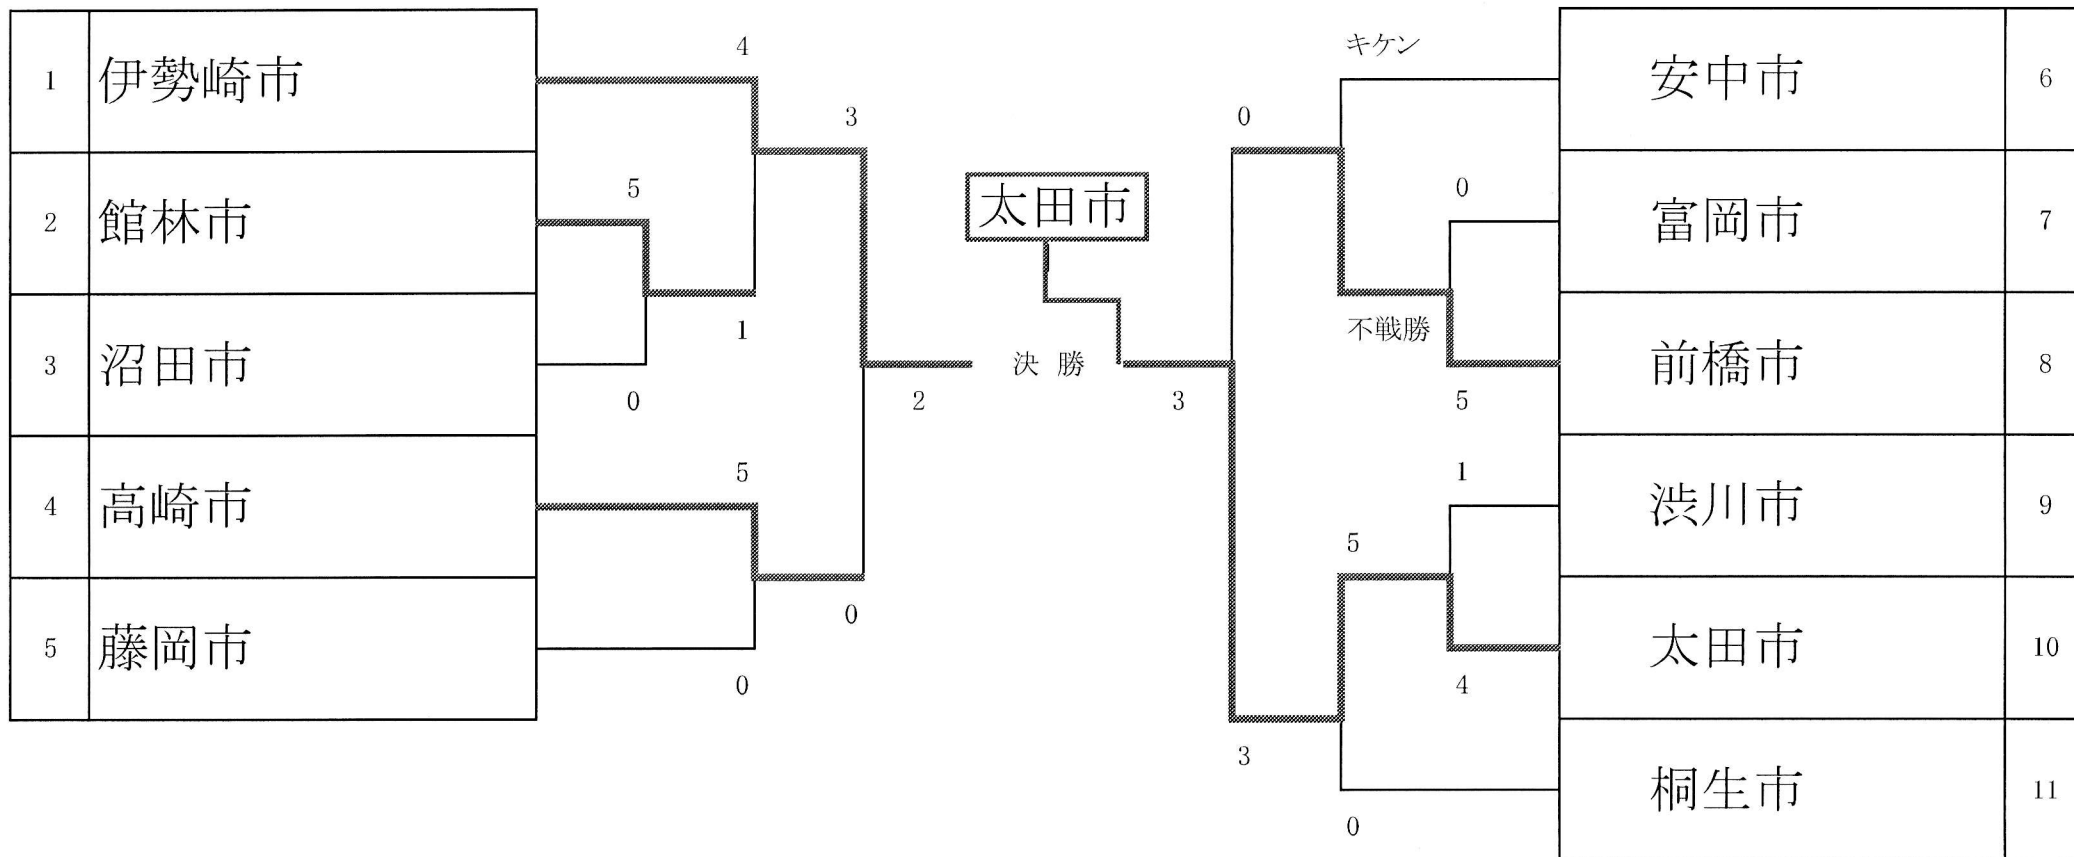 1 伊勢崎市
2 館林市
3 沼田市
4 高崎市
5 藤岡市
4
5
0
1
5
0
3
0
2
太田市
決 勝
3
0
3
キケン
不戦勝
5
0
0
5
1
4
安中市 6
富岡市 7
前橋市 8
渋川市 9
太田市 10
桐生市 11